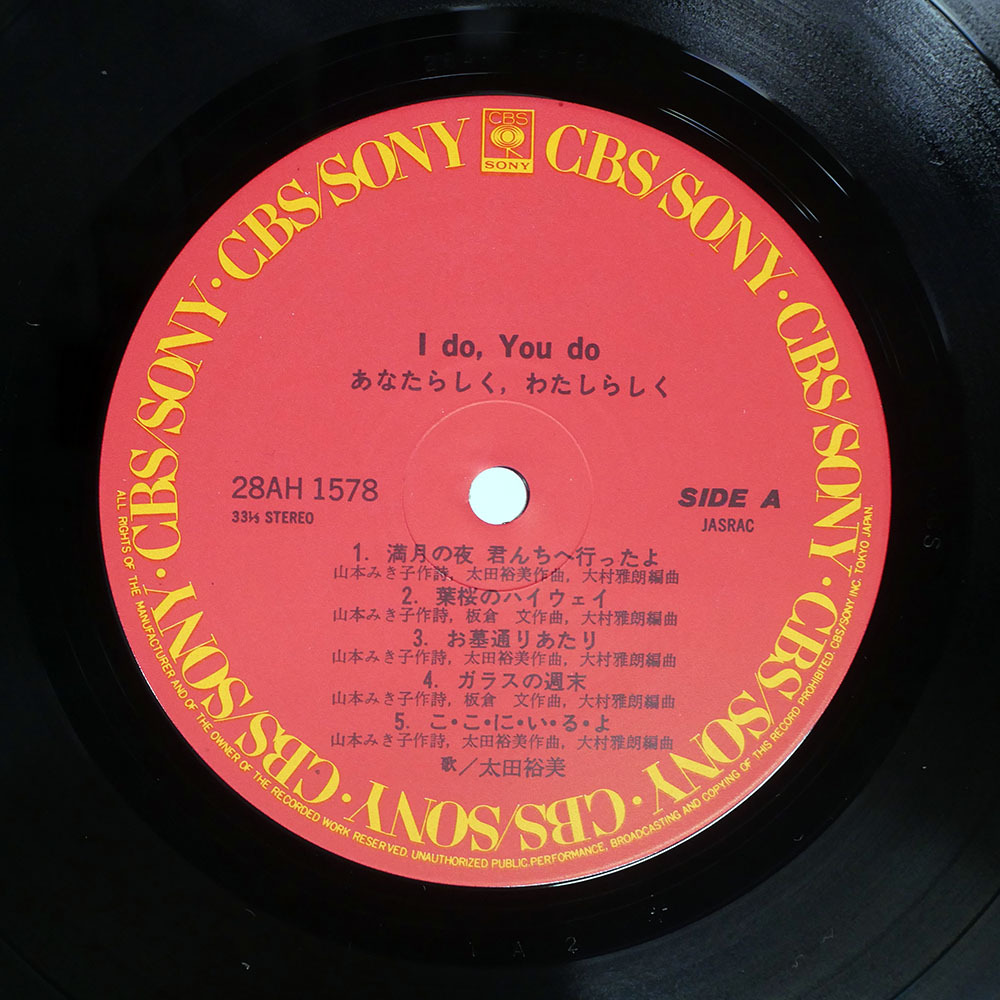 CBS
SONY
CBS/SONY · CBS/SONY · CBS/SONY · CBS/SONY · CBS/SONY · CBS/SONY · CBS/SONY · CBS/SONY
I do, You do
あなたらしく, わたしらしく
28AH 1578
33⅓ STEREO
SIDE A
JASRAC
1. 満月の夜 君んちへ行ったよ
山本みき子作詩, 太田裕美作曲, 大村雅朗編曲
2. 葉桜のハイウェイ
山本みき子作詩, 板倉 文作曲, 大村雅朗編曲
3. お墓通りあたり
山本みき子作詩, 太田裕美作曲, 大村雅朗編曲
4. ガラスの週末
山本みき子作詩, 板倉 文作曲, 大村雅朗編曲
5. こ・こ・に・い・る・よ
山本みき子作詩, 太田裕美作曲, 大村雅朗編曲
歌／太田裕美
ALL RIGHTS OF THE MANUFACTURER AND OF THE OWNER OF THE RECORDED WORK RESERVED. UNAUTHORIZED PUBLIC PERFORMANCE, BROADCASTING AND COPYING OF THIS RECORD PROHIBITED. CBS/SONY INC. TOKYO JAPAN.
1 A 2